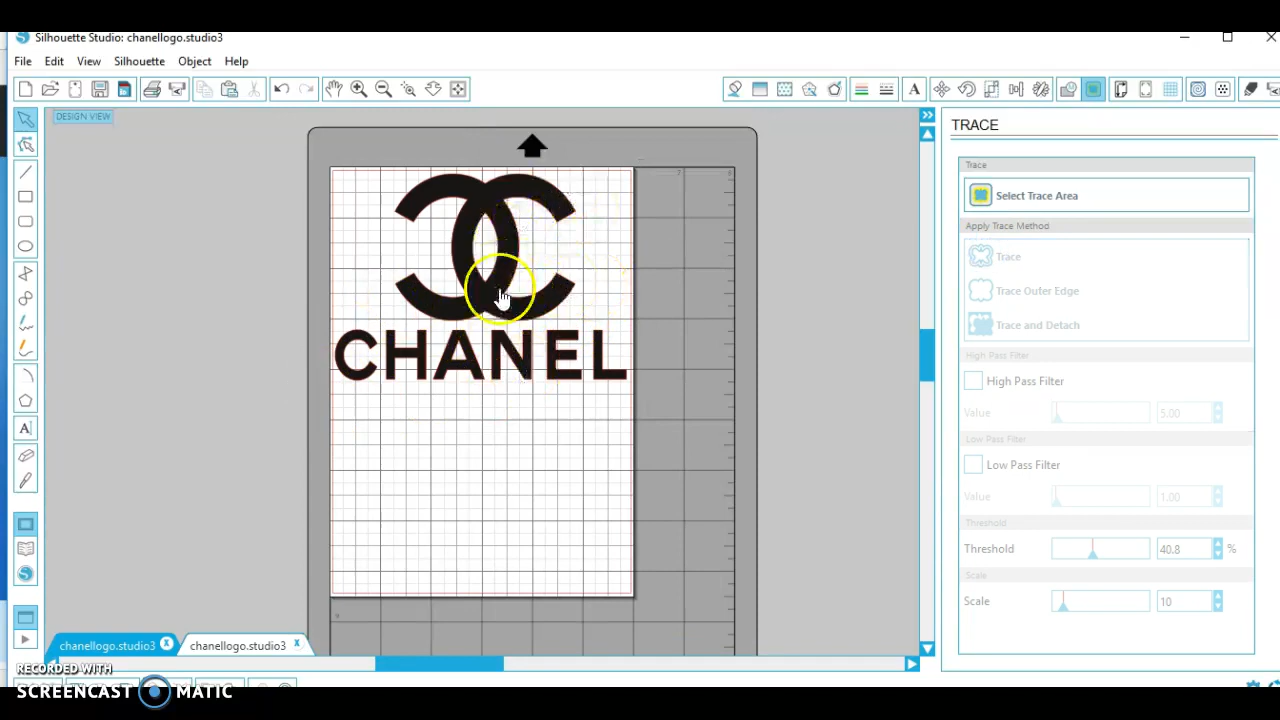 Silhouette Studio: chanellogo.studio3
File Edit View Silhouette Object Help
DESIGN VIEW
CHANEL
TRACE
Trace
Select Trace Area
Apply Trace Method
Trace
Trace Outer Edge
Trace and Detach
High Pass Filter
High Pass Filter
Value 5.00
Low Pass Filter
Low Pass Filter
Value 1.00
Threshold
Threshold 40.8 %
Scale
Scale 10
chanellogo.studio3 x chanellogo.studio3 x
RECORDED WITH
SCREENCAST MATIC